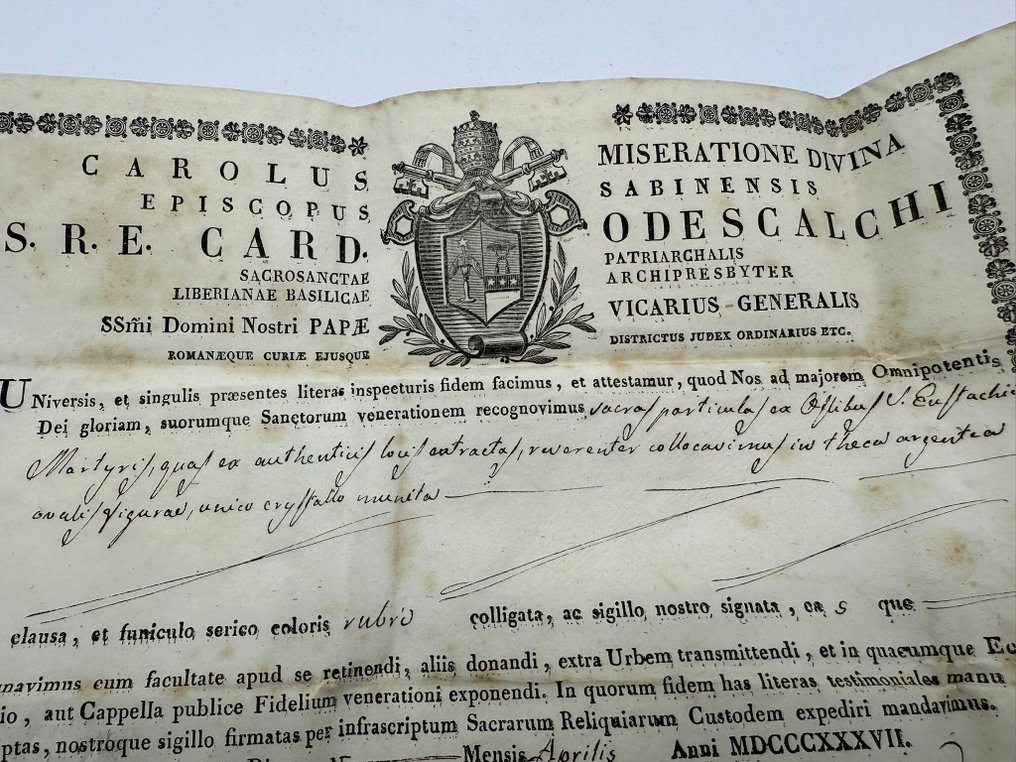 CAROLUS MISERATIONE DIVINA
EPISCOPUS SABINENSIS
S. R. E. CARD. ODESCALCHI
SACROSANCTAE PATRIARCHALIS
LIBERIANAE BASILICAE ARCHIPRESBYTER
SSm̃i Domini Nostri PAPÆ VICARIUS GENERALIS
ROMANÆQUE CURIÆ EJUSQUE DISTRICTUS JUDEX ORDINARIUS ETC.
UNiversis, et singulis præsentes literas inspecturis fidem facimus, et attestamur, quod Nos ad majorem Omnipotentis
Dei gloriam, suorumque Sanctorum venerationem recognovimus sacras particulas ex Ossibus S. Eustachii
Martyris, quas ex authenticis locis extractas, reverenter collocavimus in theca argentea
ovalis figurae, unico crystallo munita
clausa, et funiculo serico coloris rubri colligata, ac sigillo nostro signata, eas que
gnavimus cum facultate apud se retinendi, aliis donandi, extra Urbem transmittendi, et in quacumque Ec
io, aut Cappella publice Fidelium venerationi exponendi. In quorum fidem has literas testimoniales manu
ptas, nostroque sigillo firmatas per infrascriptum Sacrarum Reliquiarum Custodem expediri mandavimus.
Mensis Aprilis Anni MDCCCXXXVII.